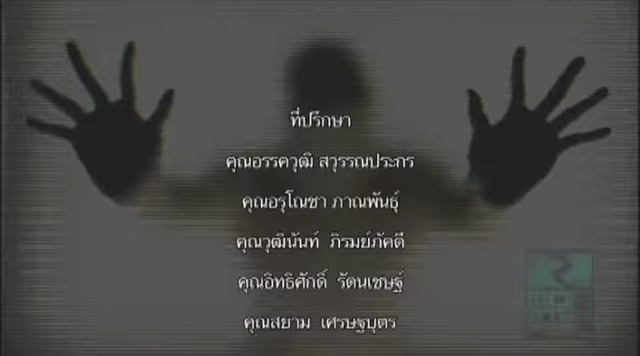 ที่ปรึกษา
คุณอรรควุฒิ สวุรรณประกร
คุณอรุโณชา ภาณพันธุ์
คุณวุฒินันท์ ภิรมย์ภักดี
คุณอิทธิศักดิ์ รัตนเชษฐ์
คุณสยาม เศรษฐบุตร